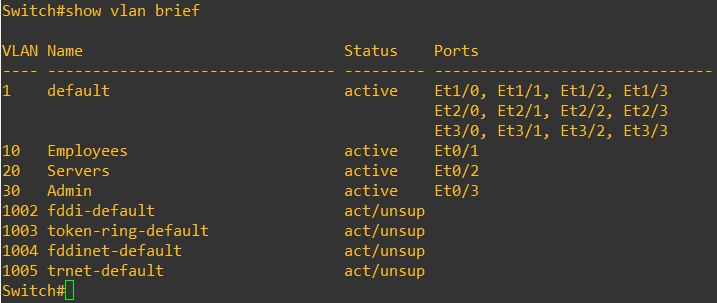 Switch#show vlan brief

VLAN Name                             Status    Ports
---- -------------------------------- --------- -------------------------------
1    default                          active    Et1/0, Et1/1, Et1/2, Et1/3
                                                Et2/0, Et2/1, Et2/2, Et2/3
                                                Et3/0, Et3/1, Et3/2, Et3/3
10   Employees                        active    Et0/1
20   Servers                          active    Et0/2
30   Admin                            active    Et0/3
1002 fddi-default                     act/unsup
1003 token-ring-default               act/unsup
1004 fddinet-default                  act/unsup
1005 trnet-default                    act/unsup
Switch#